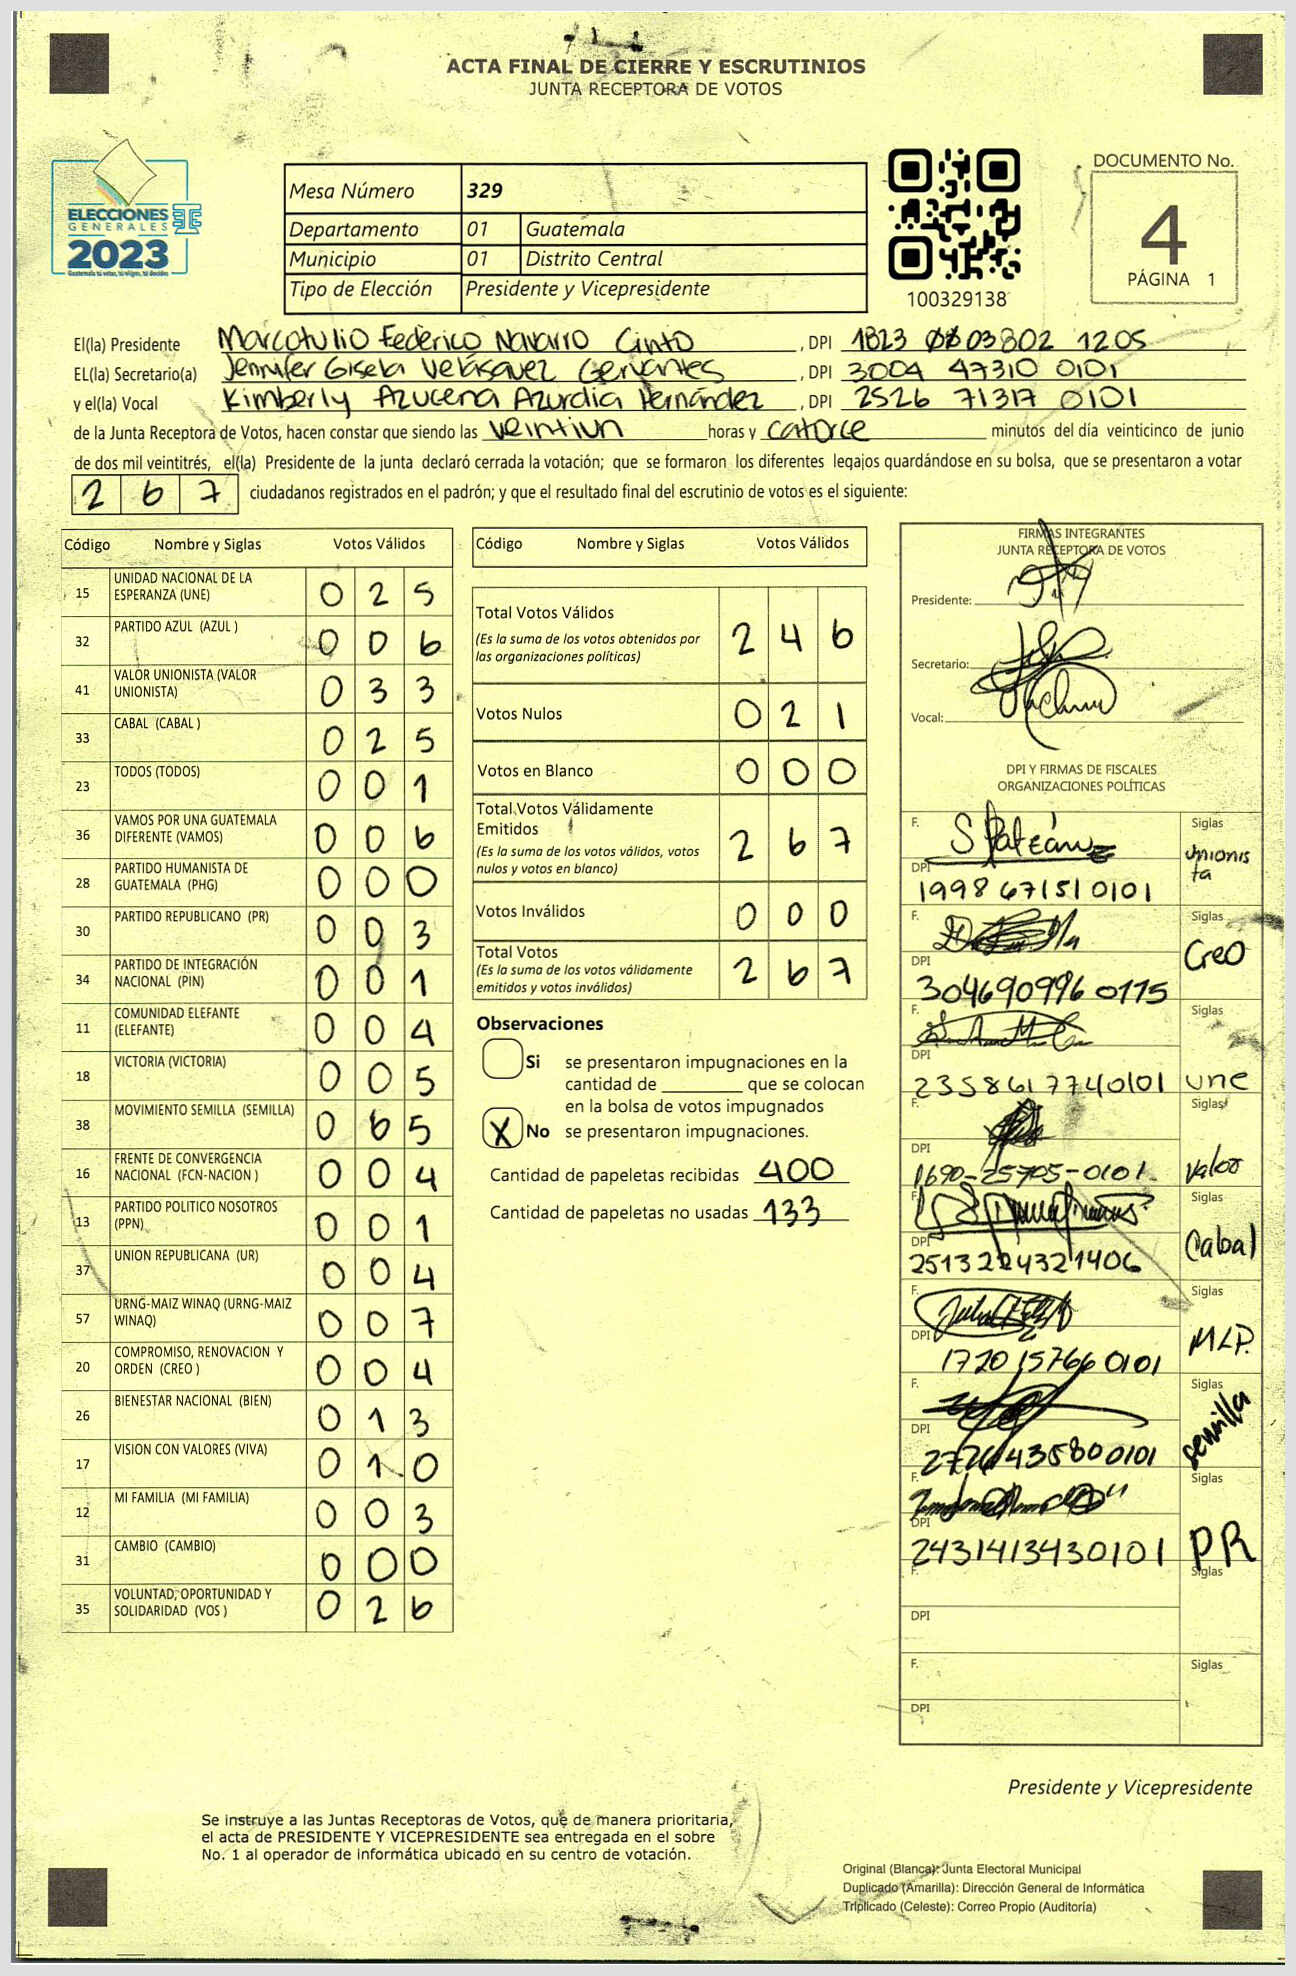 ACTA FINAL DE CIERRE Y ESCRUTINIOS
JUNTA RECEPTORA DE VOTOS
ELECCIONES
GENERALES
2023
Guatemala tú votas, tú eliges, tú decides
Mesa Número 329
Departamento 01 Guatemala
Municipio 01 Distrito Central
Tipo de Elección Presidente y Vicepresidente
100329138
DOCUMENTO No.
4
PÁGINA 1
El(la) Presidente Marcotulio Federico Navarro Cinto, DPI 1823 03802 1205
EL(la) Secretario(a) Jennifer Gisela Velásquez Cervantes, DPI 3004 47310 0101
y el(la) Vocal Kimberly Azucena Azurdia Hernández, DPI 2526 71317 0101
de la Junta Receptora de Votos, hacen constar que siendo las veintiun horas y catorce minutos del día veinticinco de junio
de dos mil veintitrés, el(la) Presidente de la junta declaró cerrada la votación; que se formaron los diferentes legajos guardándose en su bolsa, que se presentaron a votar
2 6 7 ciudadanos registrados en el padrón; y que el resultado final del escrutinio de votos es el siguiente:
Código Nombre y Siglas Votos Válidos
15 UNIDAD NACIONAL DE LA ESPERANZA (UNE) 0 2 5
32 PARTIDO AZUL (AZUL ) 0 0 6
41 VALOR UNIONISTA (VALOR UNIONISTA) 0 3 3
33 CABAL (CABAL ) 0 2 5
23 TODOS (TODOS) 0 0 1
36 VAMOS POR UNA GUATEMALA DIFERENTE (VAMOS) 0 0 6
28 PARTIDO HUMANISTA DE GUATEMALA (PHG) 0 0 0
30 PARTIDO REPUBLICANO (PR) 0 0 3
34 PARTIDO DE INTEGRACIÓN NACIONAL (PIN) 0 0 1
11 COMUNIDAD ELEFANTE (ELEFANTE) 0 0 4
18 VICTORIA (VICTORIA) 0 0 5
38 MOVIMIENTO SEMILLA (SEMILLA) 0 6 5
16 FRENTE DE CONVERGENCIA NACIONAL (FCN-NACION ) 0 0 4
13 PARTIDO POLITICO NOSOTROS (PPN) 0 0 1
37 UNION REPUBLICANA (UR) 0 0 4
57 URNG-MAIZ WINAQ (URNG-MAIZ WINAQ) 0 0 7
20 COMPROMISO, RENOVACION Y ORDEN (CREO ) 0 0 4
26 BIENESTAR NACIONAL (BIEN) 0 1 3
17 VISION CON VALORES (VIVA) 0 1 0
12 MI FAMILIA (MI FAMILIA) 0 0 3
31 CAMBIO (CAMBIO) 0 0 0
35 VOLUNTAD, OPORTUNIDAD Y SOLIDARIDAD (VOS ) 0 2 6
Código Nombre y Siglas Votos Válidos
Total Votos Válidos 2 4 6
(Es la suma de los votos obtenidos por
las organizaciones políticas)
Votos Nulos 0 2 1
Votos en Blanco 0 0 0
Total Votos Válidamente
Emitidos 2 6 7
(Es la suma de los votos válidos, votos
nulos y votos en blanco)
Votos Inválidos 0 0 0
Total Votos 2 6 7
(Es la suma de los votos válidamente
emitidos y votos inválidos)
Observaciones
Si se presentaron impugnaciones en la
cantidad de que se colocan
en la bolsa de votos impugnados
X No se presentaron impugnaciones.
Cantidad de papeletas recibidas 400
Cantidad de papeletas no usadas 133
FIRMAS INTEGRANTES
JUNTA RECEPTORA DE VOTOS
Presidente:
Secretario:
Vocal:
DPI Y FIRMAS DE FISCALES
ORGANIZACIONES POLÍTICAS
F. Siglas
DPI 1998 67151 0101 Unionista
F. Siglas
DPI 304690996 0115 Creo
F. Siglas
DPI 2358617740101 une
F. Siglas
DPI 1690-25705-0101 Valor
F. Siglas
DPI 2513224321406 Cabal
F. Siglas
DPI 1720 15766 0101 MLP.
F. Siglas
DPI 2726435800101 Semilla
F. Siglas
DPI 2431413430101 PR
F. Siglas
DPI
F. Siglas
DPI
Presidente y Vicepresidente
Se instruye a las Juntas Receptoras de Votos, que de manera prioritaria,
el acta de PRESIDENTE Y VICEPRESIDENTE sea entregada en el sobre
No. 1 al operador de informática ubicado en su centro de votación.
Original (Blanca): Junta Electoral Municipal
Duplicado (Amarilla): Dirección General de Informática
Triplicado (Celeste): Correo Propio (Auditoría)